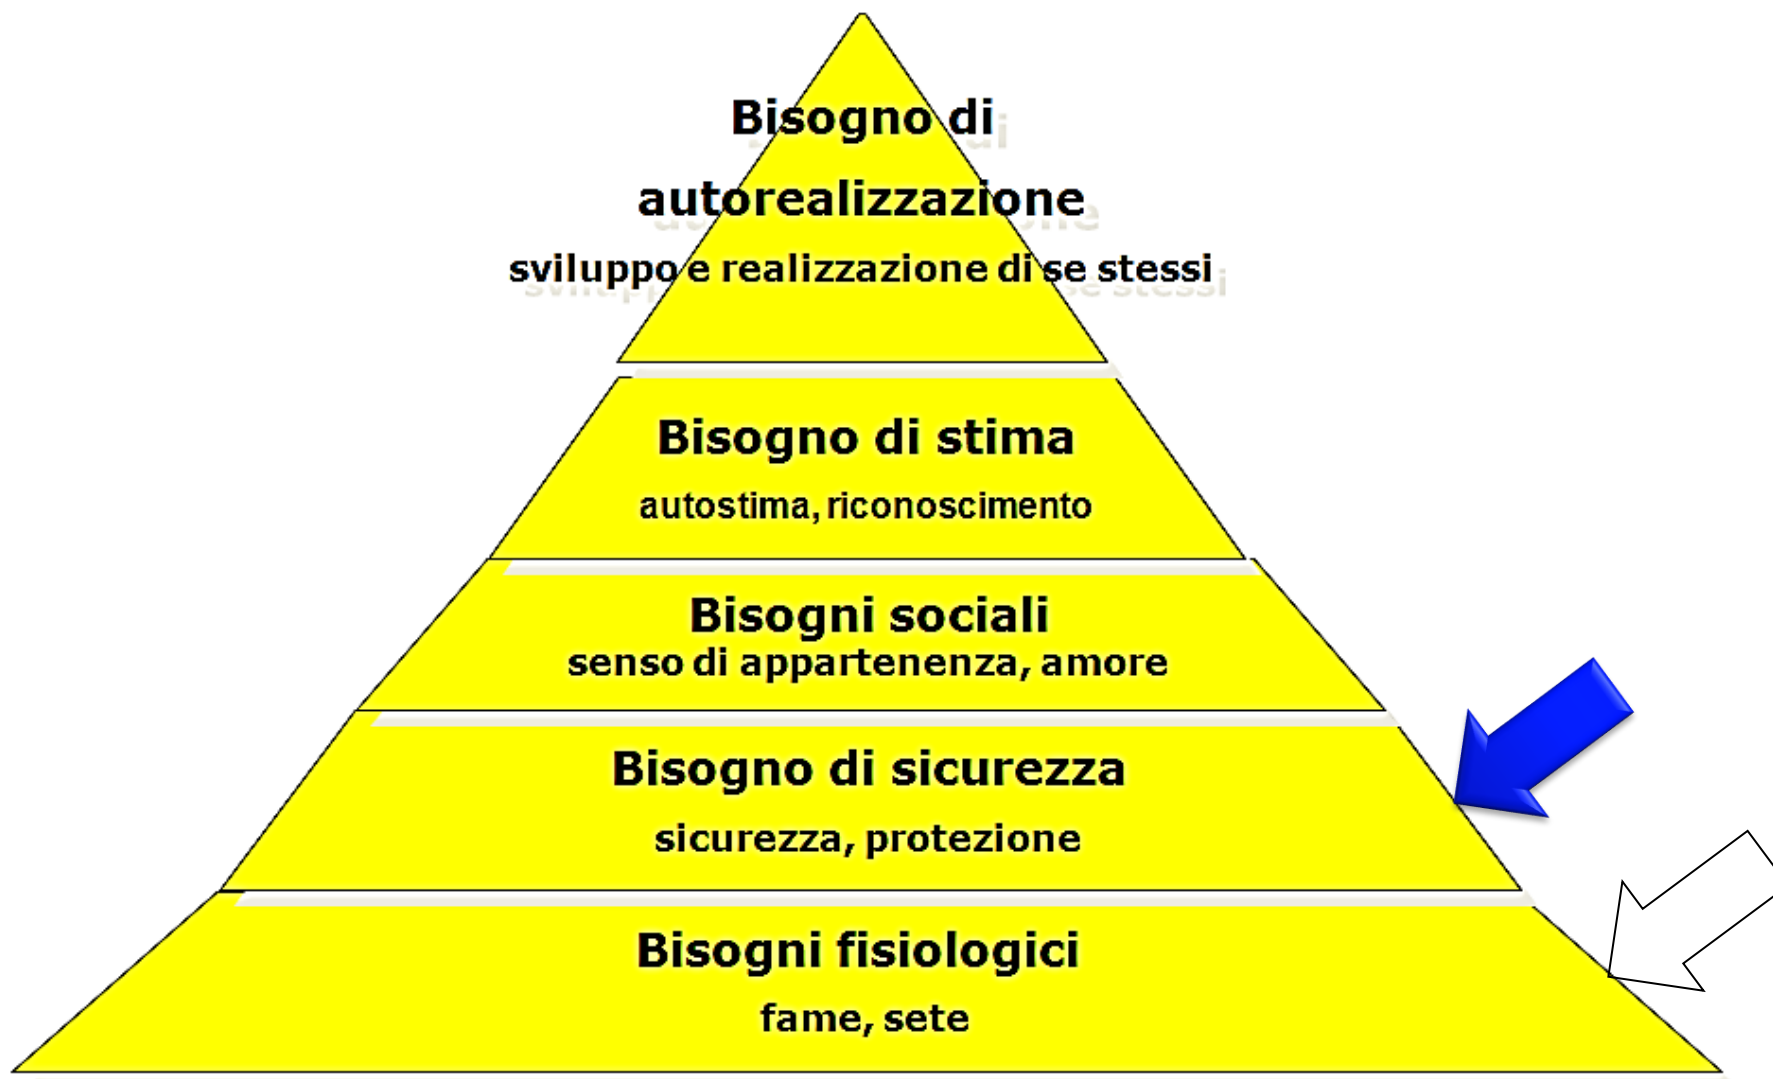 Bisogno di
autorealizzazione
sviluppo e realizzazione di se stessi
Bisogno di stima
autostima, riconoscimento
Bisogni sociali
senso di appartenenza, amore
Bisogno di sicurezza
sicurezza, protezione
Bisogni fisiologici
fame, sete